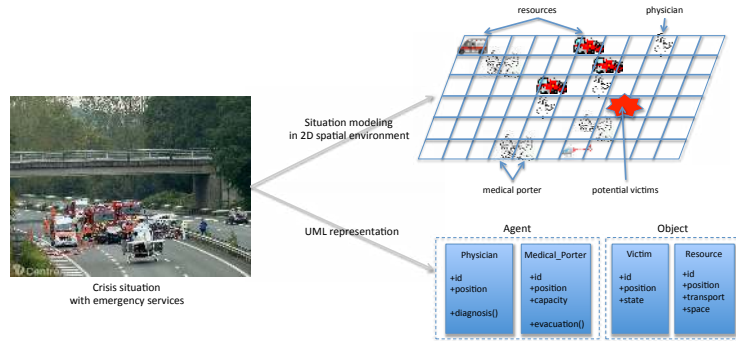 resources
physician
Situation modeling
in 2D spatial environment
medical porter
potential victims
UML representation
Agent
Object
Physician
+id
+position
+diagnosis()
Medical_Porter
+id
+position
+capacity
+evacuation()
Victim
+id
+position
+state
Resource
+id
+position
+transport
+space
Centre
Crisis situation
with emergency services